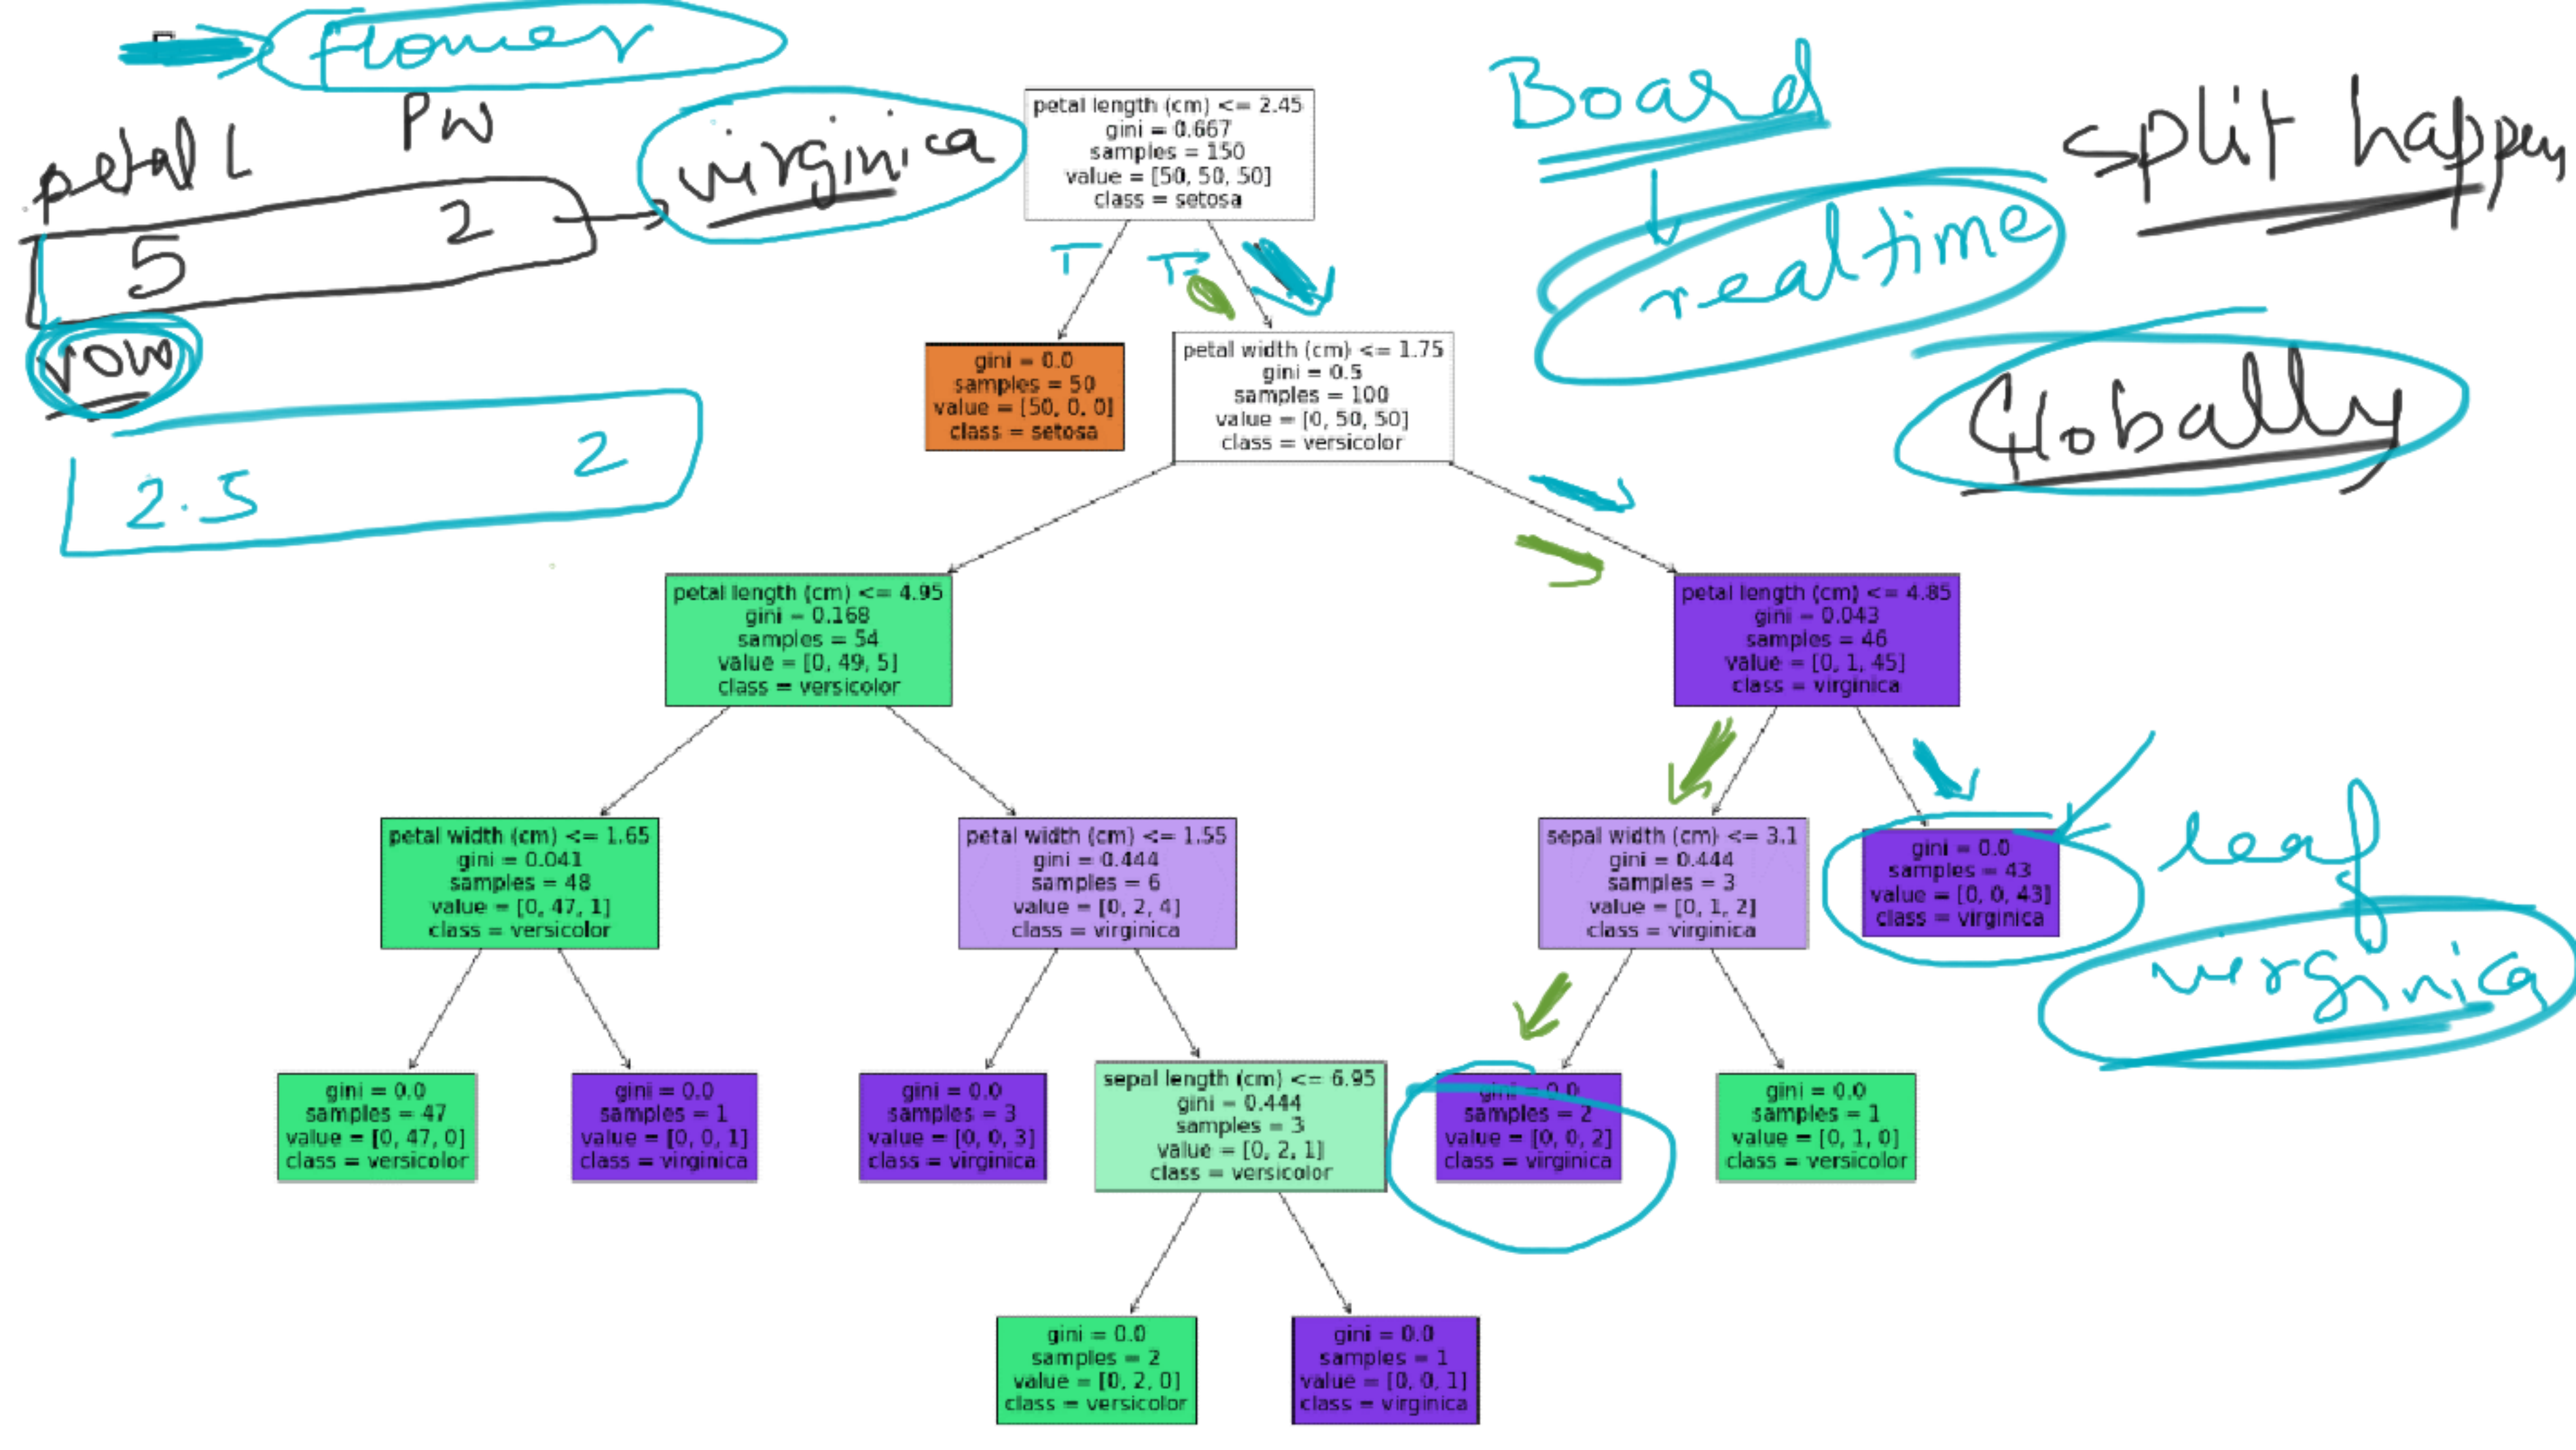 flower
petal L PW
5 2
virginica
row
2.5 2
Board
realtime
split happen
Globally
T T
petal length (cm) <= 2.45
gini = 0.667
samples = 150
value = [50, 50, 50]
class = setosa
gini = 0.0
samples = 50
value = [50, 0, 0]
class = setosa
petal width (cm) <= 1.75
gini = 0.5
samples = 100
value = [0, 50, 50]
class = versicolor
petal length (cm) <= 4.95
gini = 0.168
samples = 54
value = [0, 49, 5]
class = versicolor
petal length (cm) <= 4.85
gini = 0.043
samples = 46
value = [0, 1, 45]
class = virginica
petal width (cm) <= 1.65
gini = 0.041
samples = 48
value = [0, 47, 1]
class = versicolor
petal width (cm) <= 1.55
gini = 0.444
samples = 6
value = [0, 2, 4]
class = virginica
sepal width (cm) <= 3.1
gini = 0.444
samples = 3
value = [0, 1, 2]
class = virginica
gini = 0.0
samples = 43
value = [0, 0, 43]
class = virginica
leaf
verginica
gini = 0.0
samples = 47
value = [0, 47, 0]
class = versicolor
gini = 0.0
samples = 1
value = [0, 0, 1]
class = virginica
gini = 0.0
samples = 3
value = [0, 0, 3]
class = virginica
sepal length (cm) <= 6.95
gini = 0.444
samples = 3
value = [0, 2, 1]
class = versicolor
gini = 0.0
samples = 2
value = [0, 0, 2]
class = virginica
gini = 0.0
samples = 1
value = [0, 1, 0]
class = versicolor
gini = 0.0
samples = 2
value = [0, 2, 0]
class = versicolor
gini = 0.0
samples = 1
value = [0, 0, 1]
class = virginica